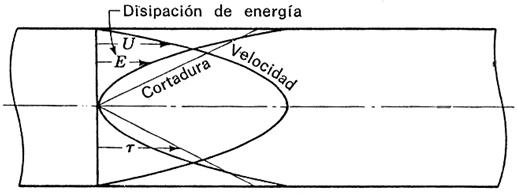 Disipación de energía
U
E
Velocidad
Cortadura
τ